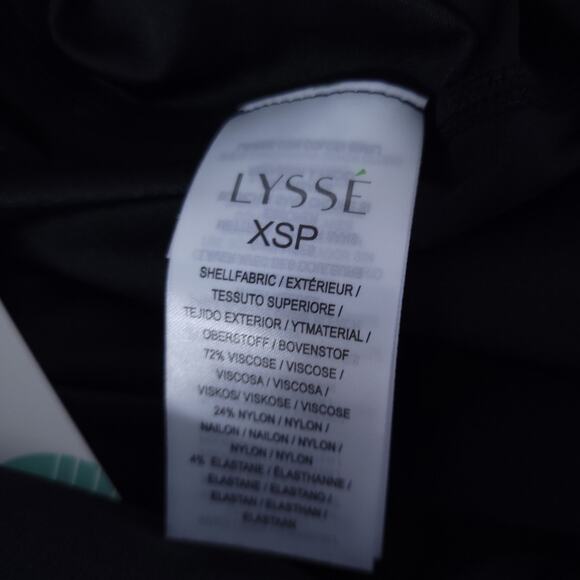 LYSSÉ
XSP
SHELLFABRIC / EXTÉRIEUR /
TESSUTO SUPERIORE /
TEJIDO EXTERIOR / YTMATERIAL /
OBERSTOFF / BOVENSTOF
72% VISCOSE / VISCOSE /
VISCOSA / VISCOSA /
VISKOS/ VISKOSE / VISCOSE
24% NYLON / NYLON /
NAILON / NAILON / NYLON /
NYLON / NYLON
4% ELASTANE / ÉLASTHANNE /
ELASTANE / ELASTANO /
ELASTAN / ELASTHAN /
ELASTAAN